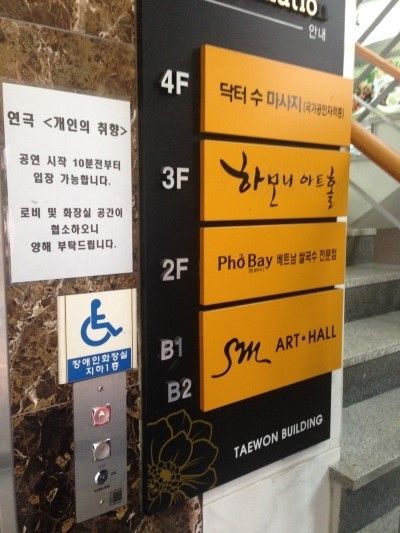 안내
4F 닥터 수 마사지(국가공인자격증)
3F 하모니 아트홀
2F Phở Bay 베트남 쌀국수 전문점
B1 sm ART·HALL
B2
TAEWON BUILDING
연극 <개인의 취향>
공연 시작 10분전부터
입장 가능합니다.
로비 및 화장실 공간이
협소하오니
양해 부탁드립니다.
장애인화장실
지하1층